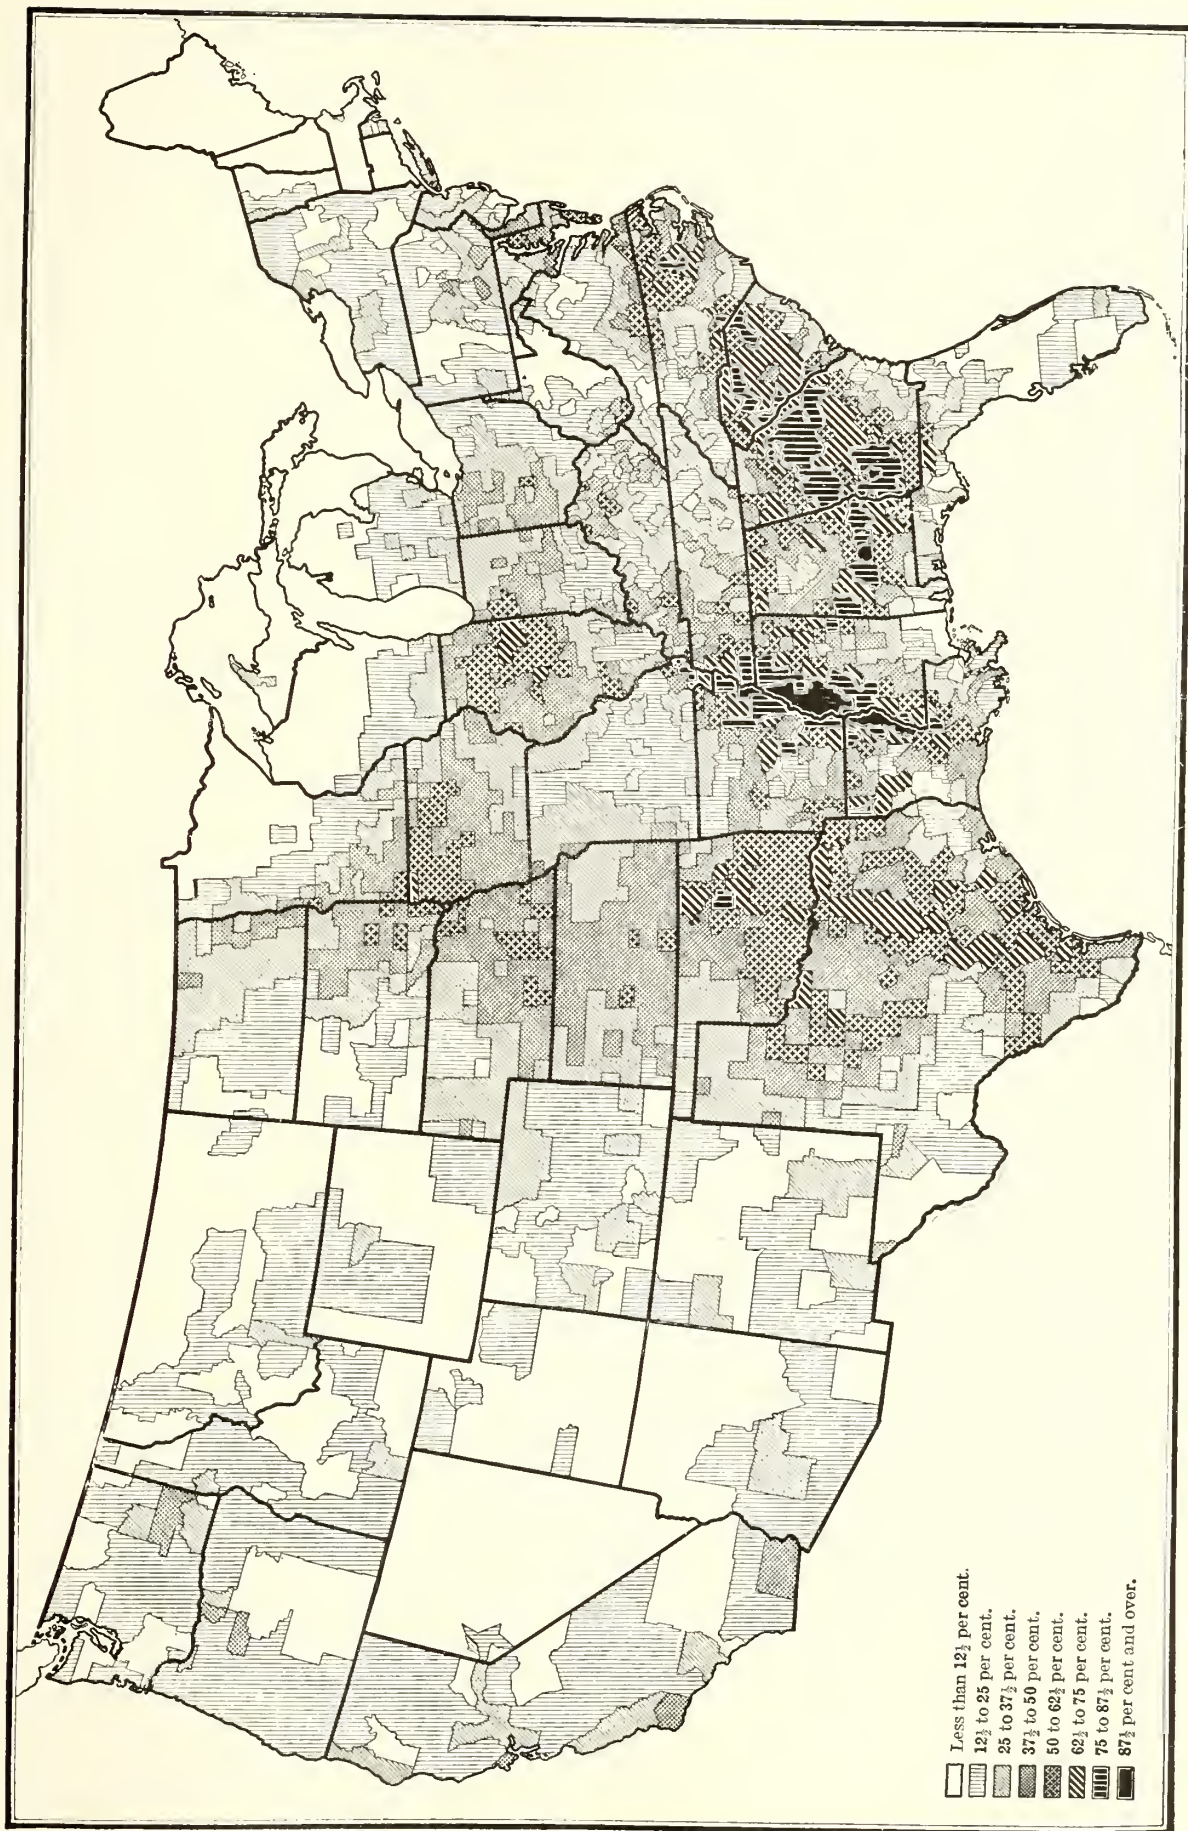 Less than 12½ per cent.
12½ to 25 per cent.
25 to 37½ per cent.
37½ to 50 per cent.
50 to 62½ per cent.
62½ to 75 per cent.
75 to 87½ per cent.
87½ per cent and over.